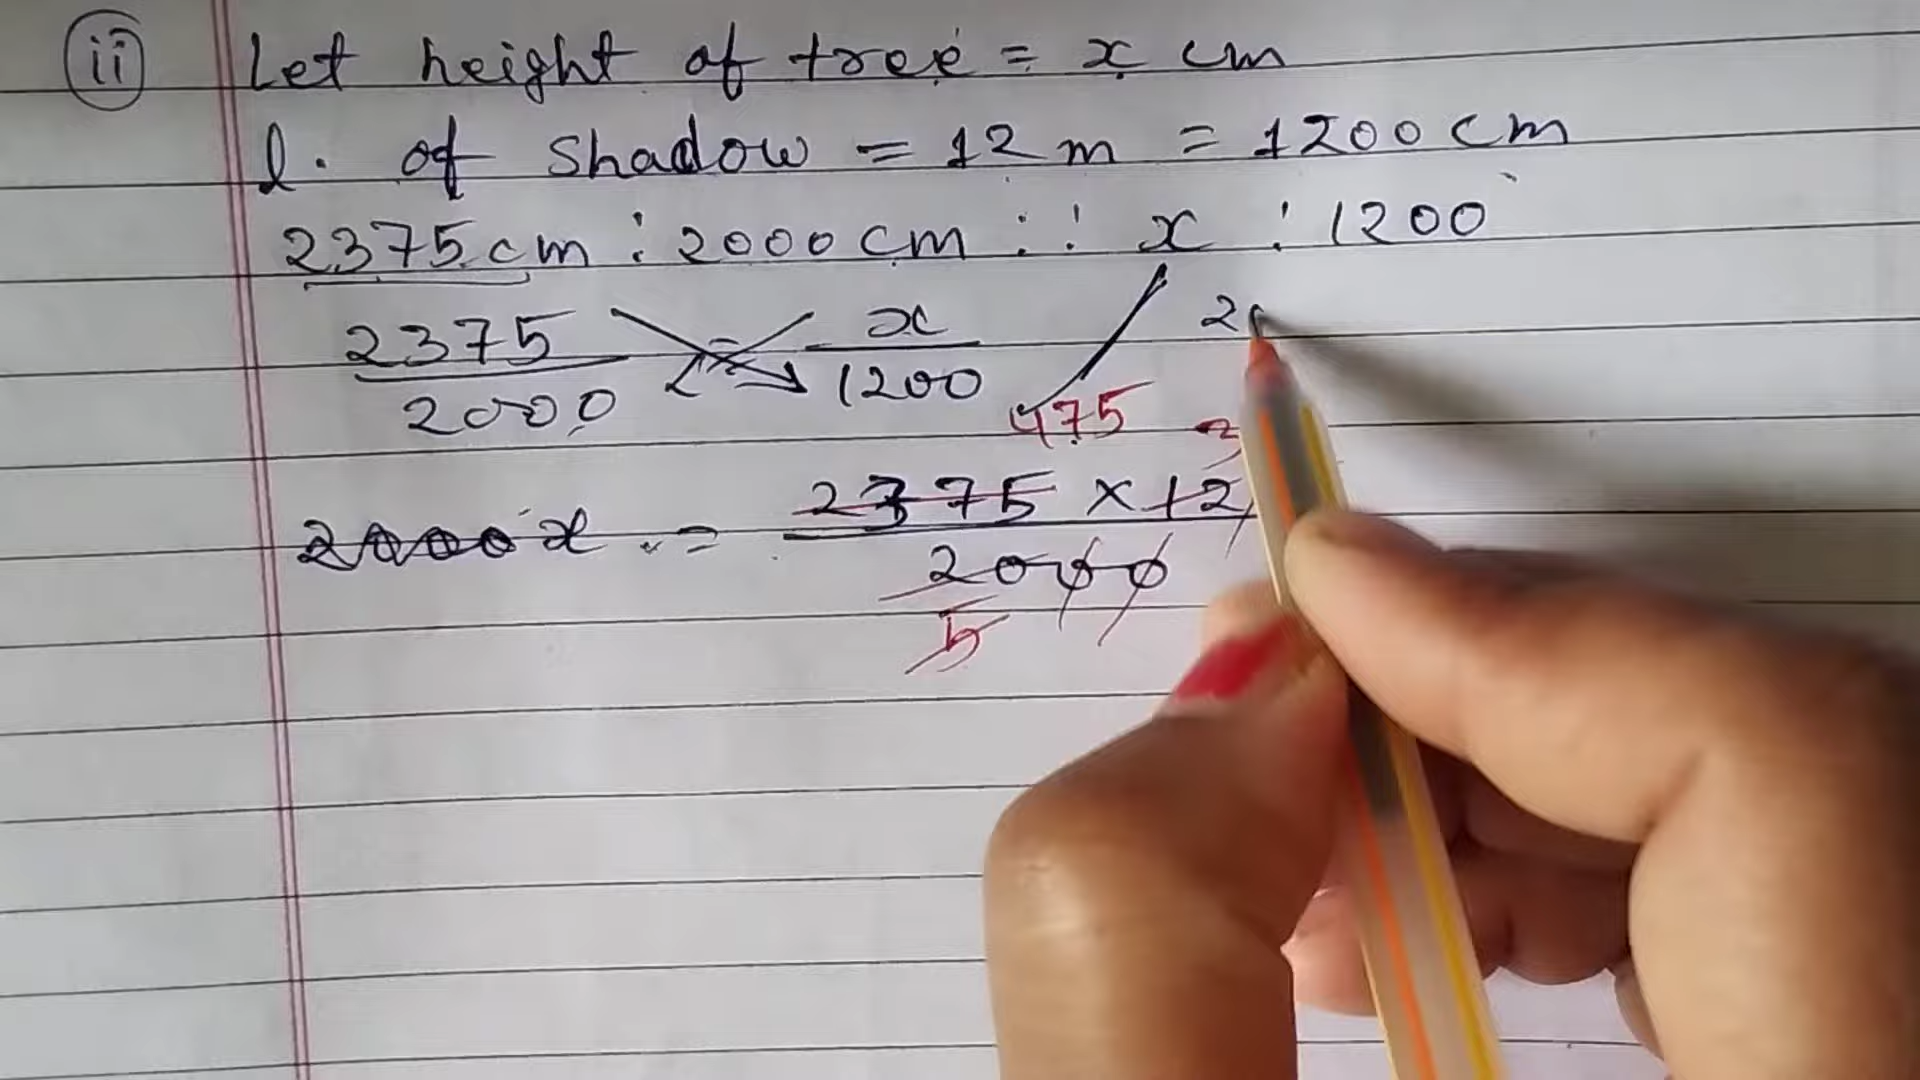 ii Let height of tree = x cm
l. of shadow = 12 m = 1200 cm
2375 cm : 2000 cm :: x : 1200
2375 = x
2000 1200
475 3
2375 x 12
2000 x =
2000
5